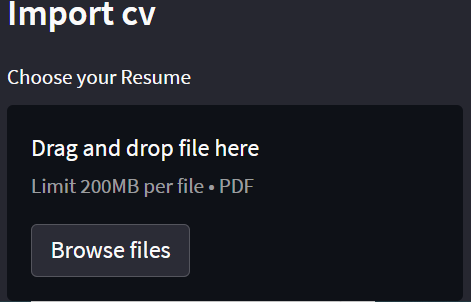 Import cv
Choose your Resume
Drag and drop file here
Limit 200MB per file • PDF
Browse files